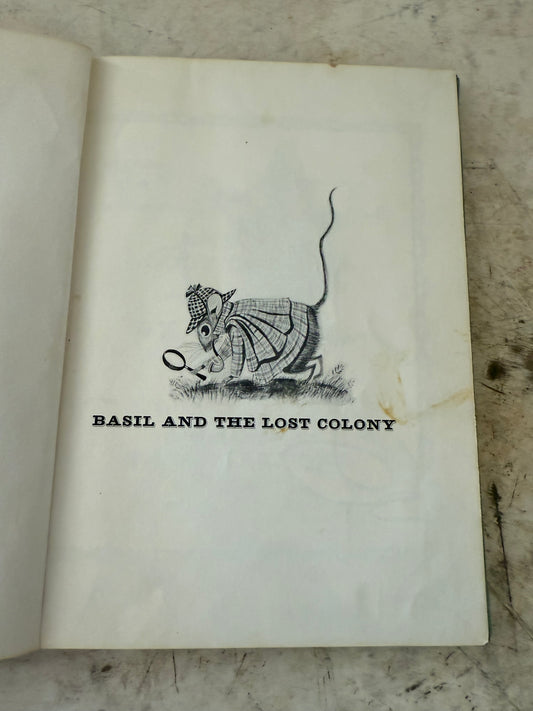 BASIL AND THE LOST COLONY